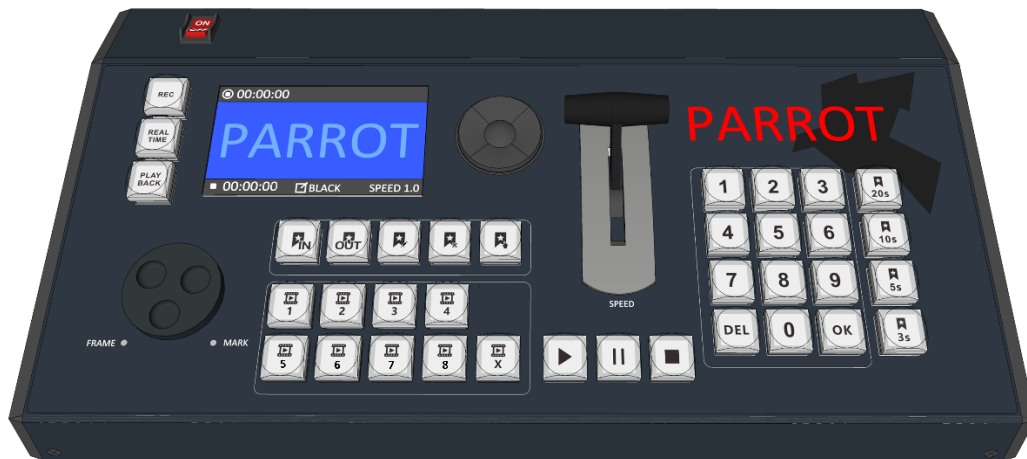 ON
OFF
REC
REAL
TIME
PLAY
BACK
00:00:00
PARROT
00:00:00 BLACK SPEED 1.0
PARROT
IN
OUT
1 2 3 4
5 6 7 8 X
FRAME
MARK
SPEED
1 2 3 20s
4 5 6 10s
7 8 9 5s
DEL 0 OK 3s